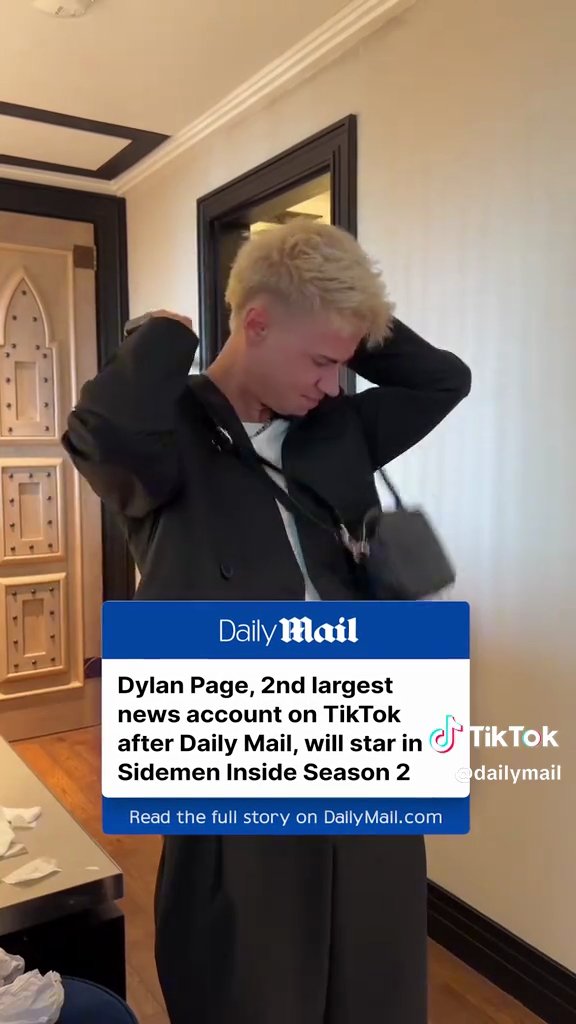 Daily Mail
Dylan Page, 2nd largest
news account on TikTok
after Daily Mail, will star in
Sidemen Inside Season 2
TikTok
@dailymail
Read the full story on DailyMail.com